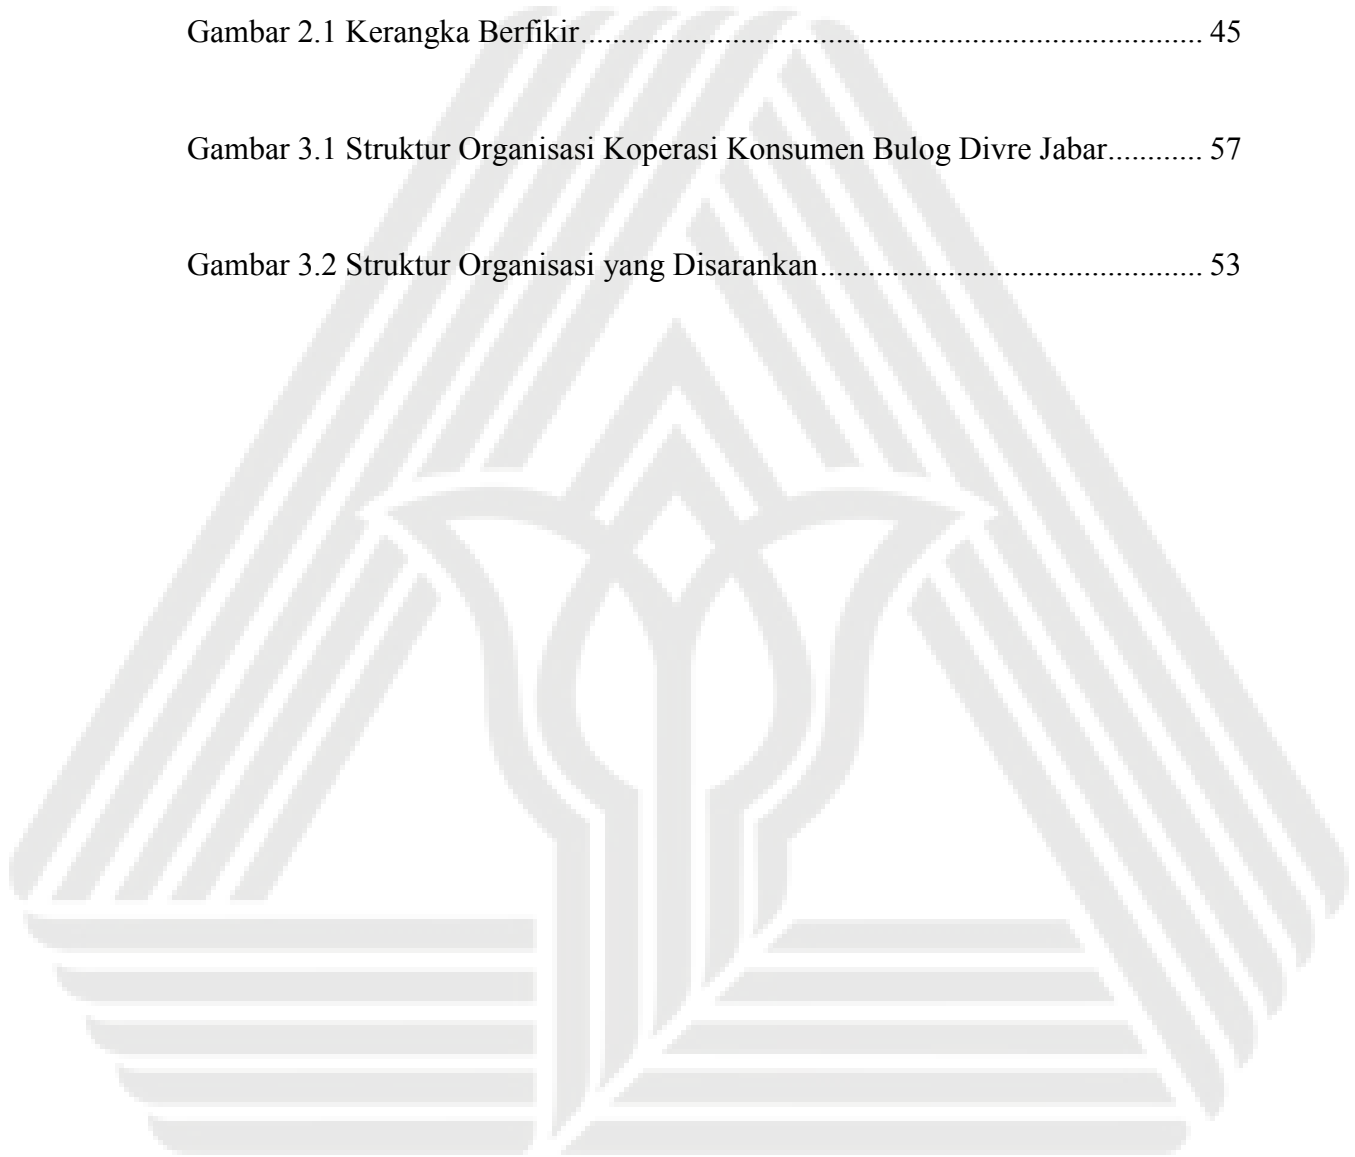 Gambar 2.1 Kerangka Berfikir.............................................................................. 45
Gambar 3.1 Struktur Organisasi Koperasi Konsumen Bulog Divre Jabar............ 57
Gambar 3.2 Struktur Organisasi yang Disarankan................................................ 53